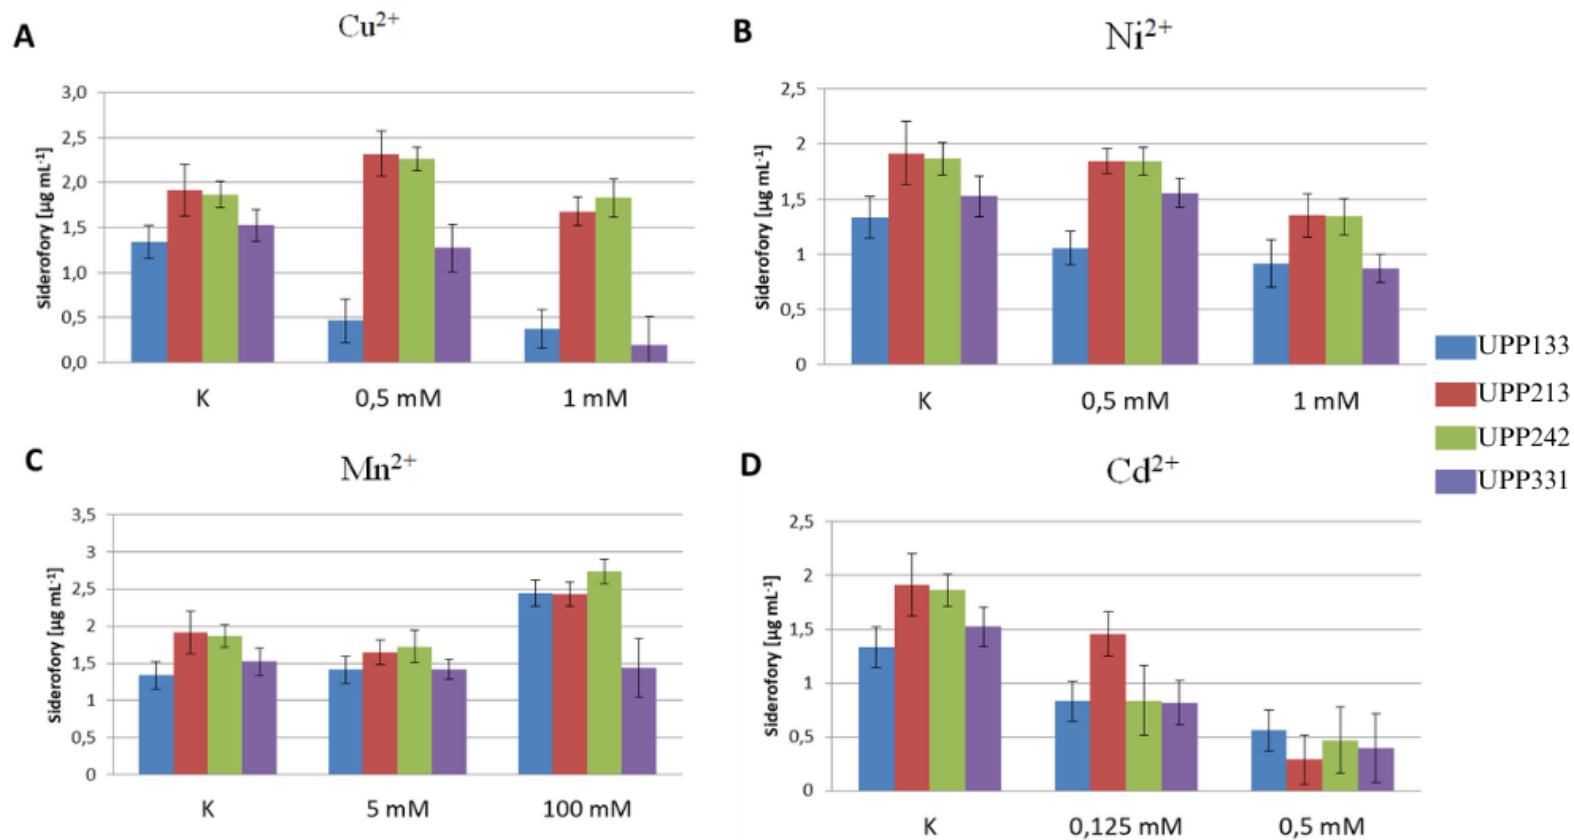 A
Cu²⁺
Siderofory [µg mL⁻¹]
3,0
2,5
2,0
1,5
1,0
0,5
0,0
K
0,5 mM
1 mM
B
Ni²⁺
Siderofory [µg mL⁻¹]
2,5
2
1,5
1
0,5
0
K
0,5 mM
1 mM
UPP133
UPP213
UPP242
UPP331
C
Mn²⁺
Siderofory [µg mL⁻¹]
3,5
3
2,5
2
1,5
1
0,5
0
K
5 mM
100 mM
D
Cd²⁺
Siderofory [µg mL⁻¹]
2,5
2
1,5
1
0,5
0
K
0,125 mM
0,5 mM